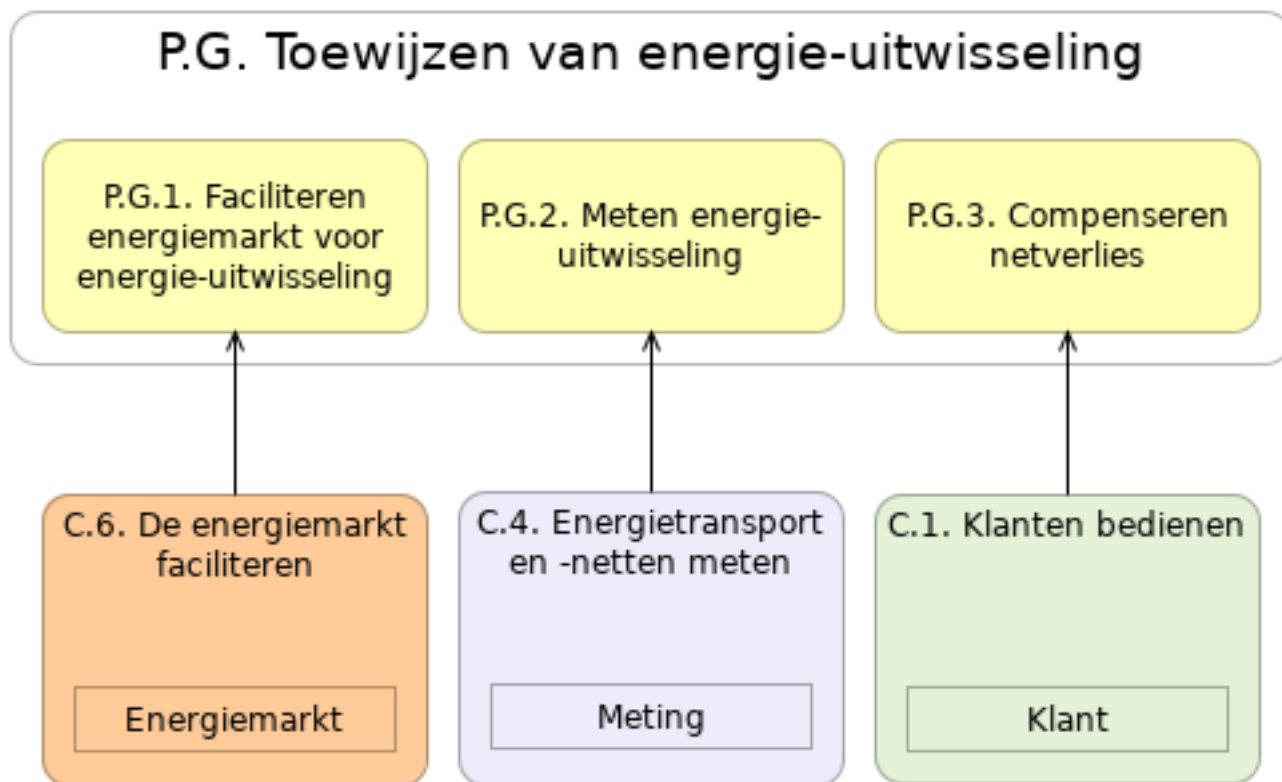 P.G. Toewijzen van energie-uitwisseling
P.G.1. Faciliteren
energiemarkt voor
energie-uitwisseling
P.G.2. Meten energie-
uitwisseling
P.G.3. Compenseren
netverlies
C.6. De energiemarkt
faciliteren
Energiemarkt
C.4. Energietransport
en -netten meten
Meting
C.1. Klanten bedienen
Klant